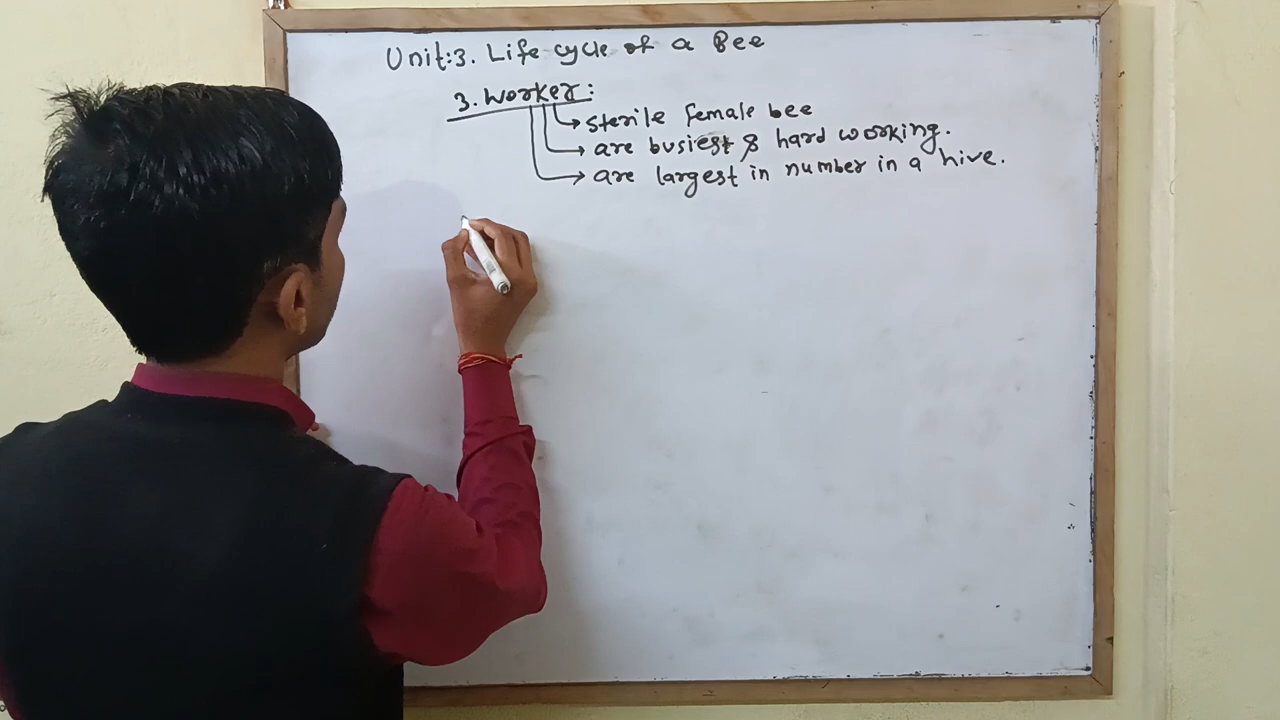 Unit:3. Life cycle of a Bee
3. Worker:
→ sterile female bee
→ are busiest & hard working.
→ are largest in number in a hive.